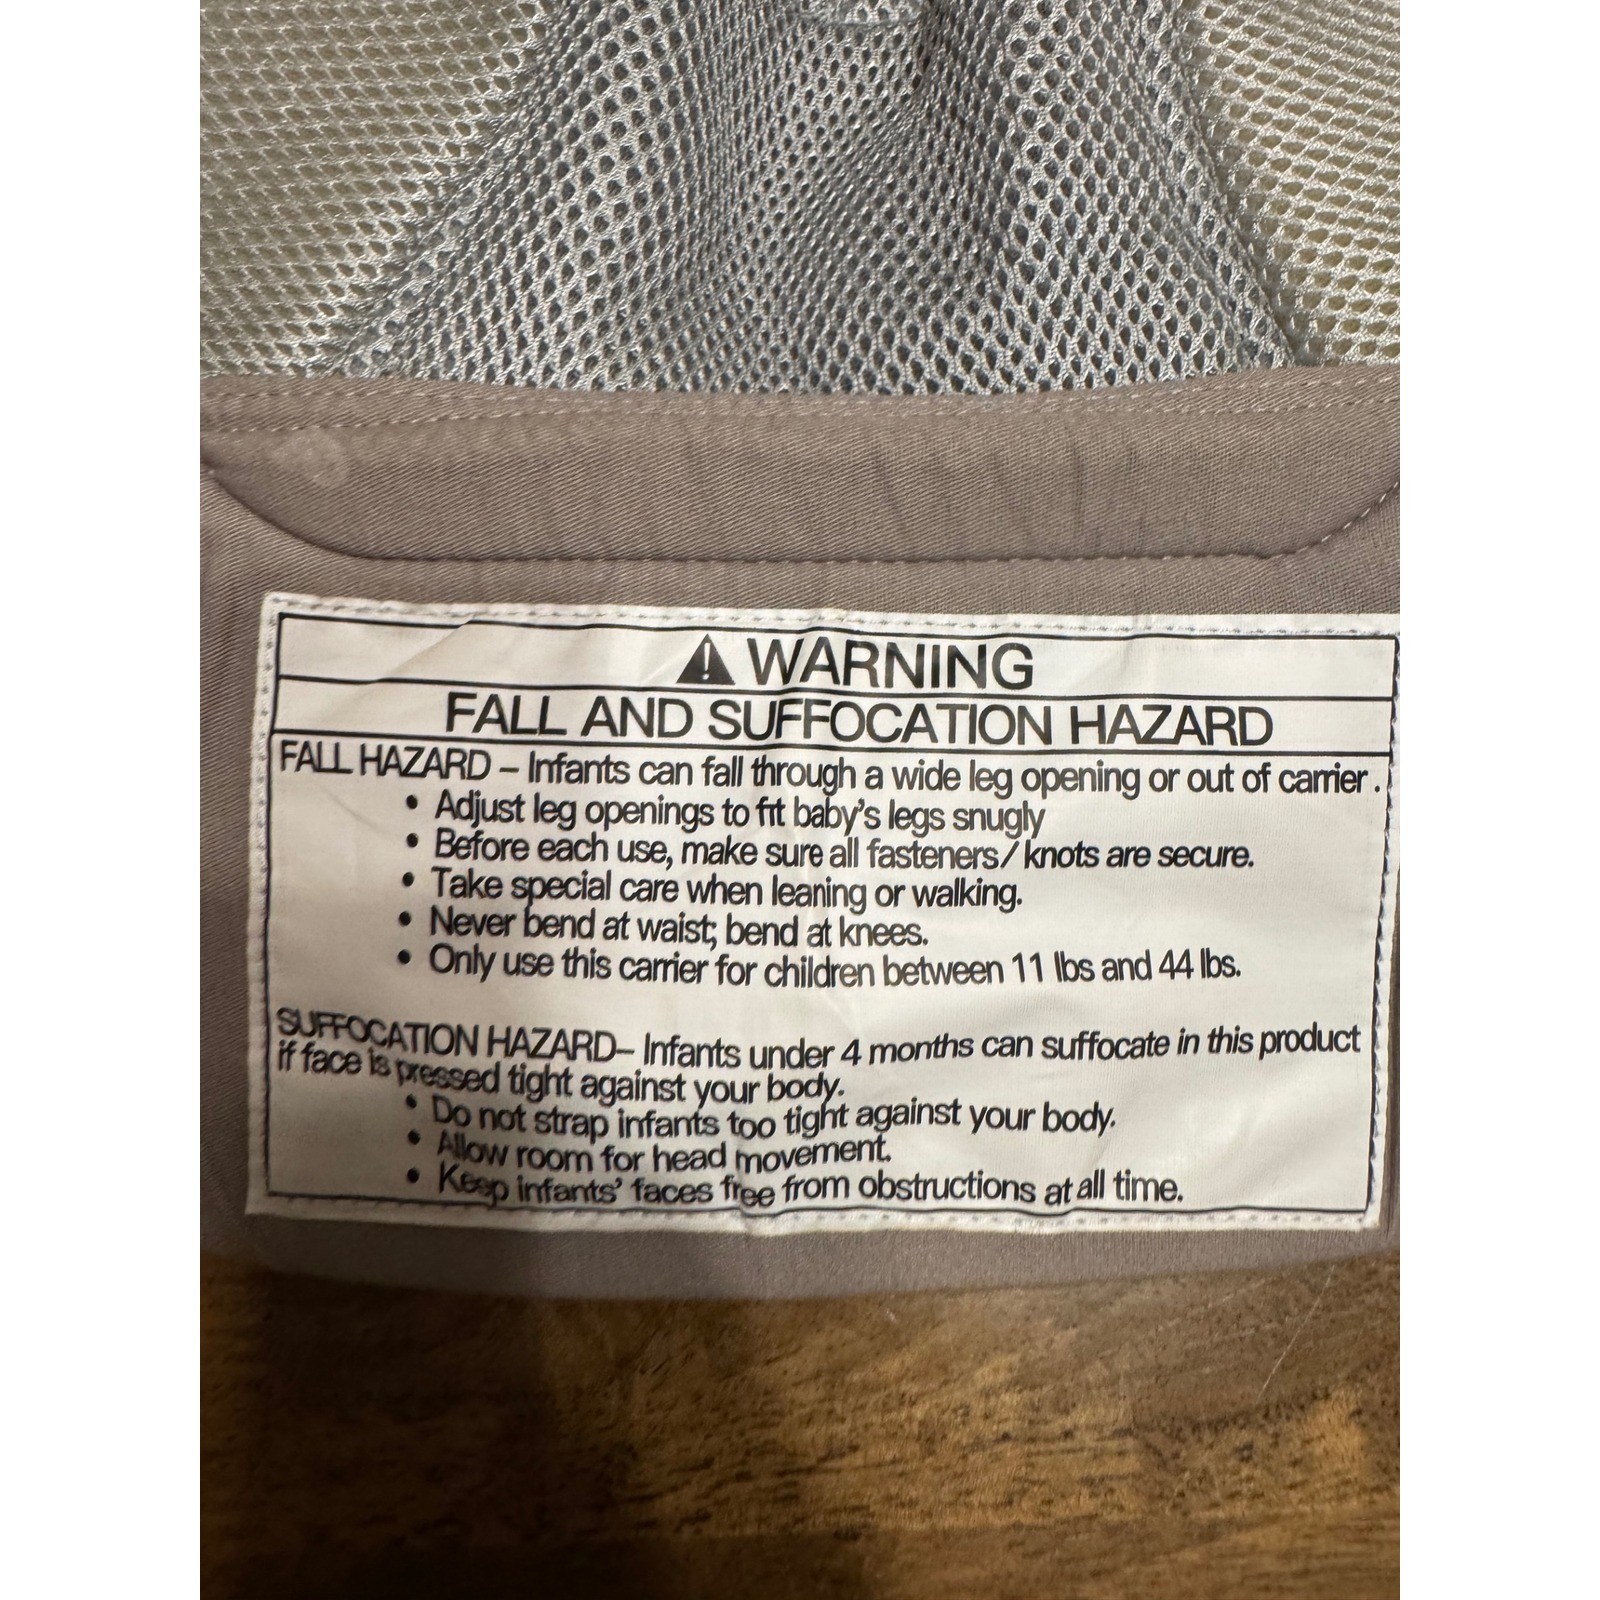 ⚠ WARNING
FALL AND SUFFOCATION HAZARD
FALL HAZARD – Infants can fall through a wide leg opening or out of carrier.
• Adjust leg openings to fit baby's legs snugly
• Before each use, make sure all fasteners/knots are secure.
• Take special care when leaning or walking.
• Never bend at waist; bend at knees.
• Only use this carrier for children between 11 lbs and 44 lbs.
SUFFOCATION HAZARD– Infants under 4 months can suffocate in this product
if face is pressed tight against your body.
• Do not strap infants too tight against your body.
• Allow room for head movement.
• Keep infants' faces free from obstructions at all time.